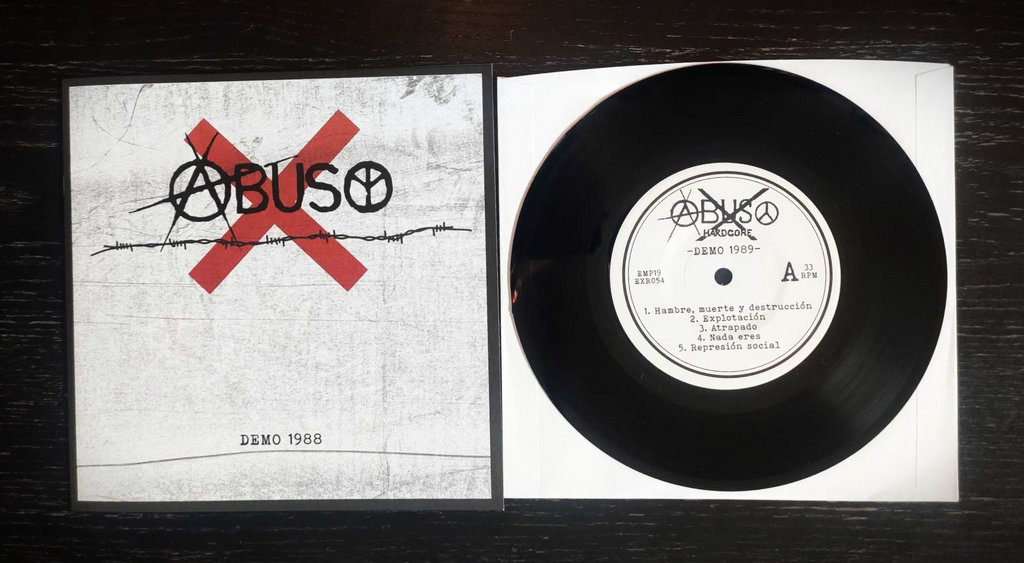 ABUSO
DEMO 1988
ABUSO
HARDCORE
-DEMO 1989-
EMP19
EXR054
A
33
RPM
1. Hambre, muerte y destrucción
2. Explotación
3. Atrapado
4. Nada eres
5. Represión social